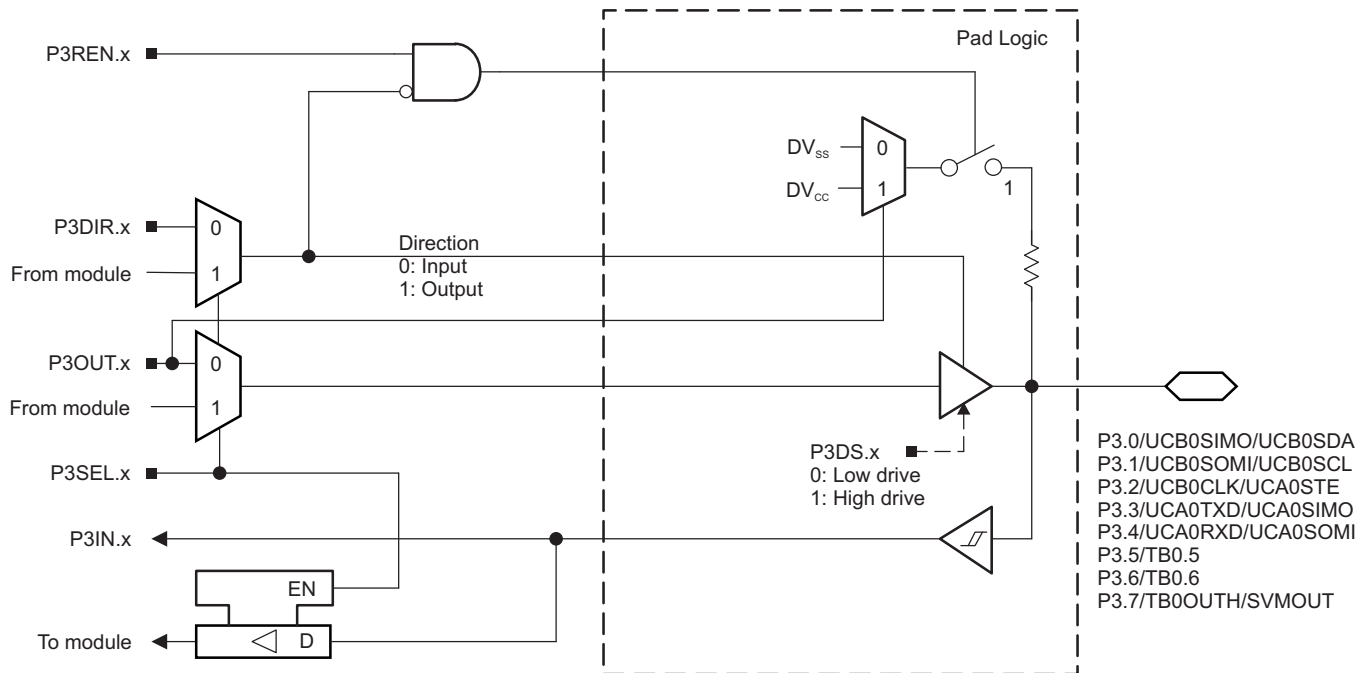 Pad Logic
P3REN.x
DVSS
0
DVCC
1
1
P3DIR.x
0
From module
1
Direction
0: Input
1: Output
P3OUT.x
0
From module
1
P3SEL.x
P3DS.x
0: Low drive
1: High drive
P3IN.x
EN
To module
D
P3.0/UCB0SIMO/UCB0SDA
P3.1/UCB0SOMI/UCB0SCL
P3.2/UCB0CLK/UCA0STE
P3.3/UCA0TXD/UCA0SIMO
P3.4/UCA0RXD/UCA0SOMI
P3.5/TB0.5
P3.6/TB0.6
P3.7/TB0OUTH/SVMOUT